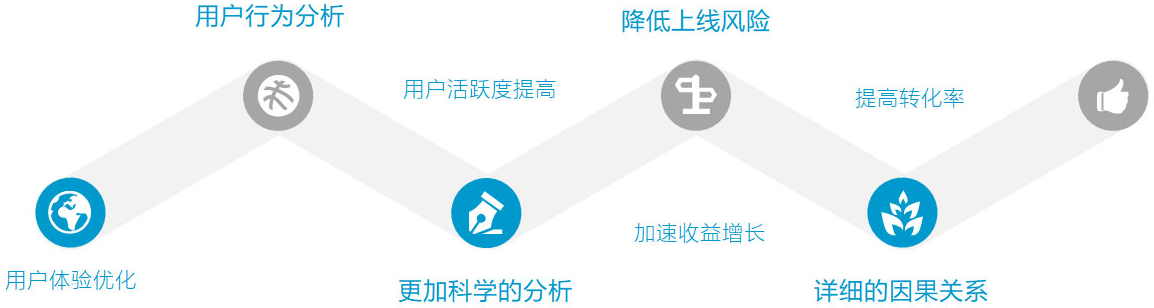 用户行为分析
降低上线风险
用户活跃度提高
提高转化率
加速收益增长
用户体验优化
更加科学的分析
详细的因果关系